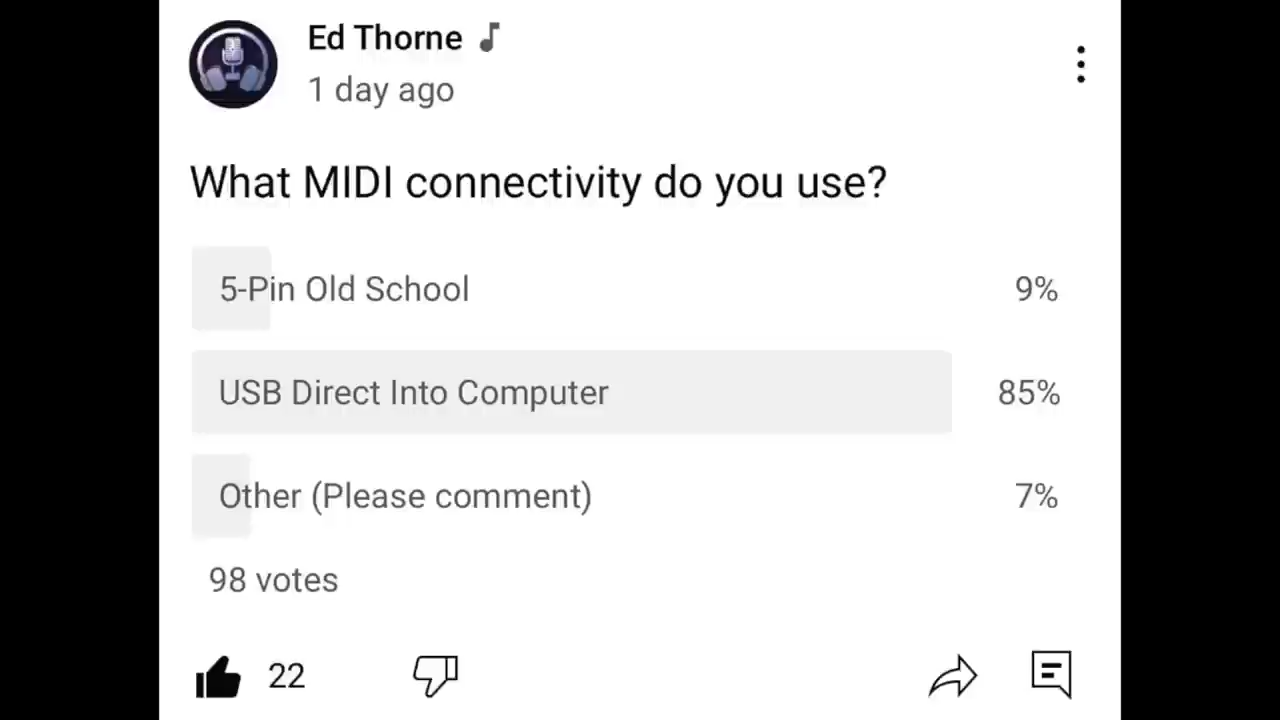 Ed Thorne
1 day ago
What MIDI connectivity do you use?
5-Pin Old School 9%
USB Direct Into Computer 85%
Other (Please comment) 7%
98 votes
22